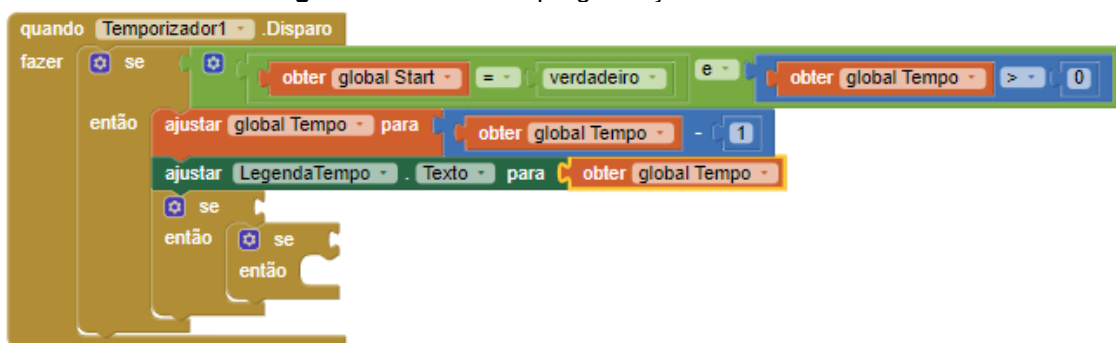 quando Temporizador1 .Disparo
fazer se obter global Start = verdadeiro e obter global Tempo > 0
então ajustar global Tempo para obter global Tempo - 1
ajustar LegendaTempo . Texto para obter global Tempo
se
então se
então